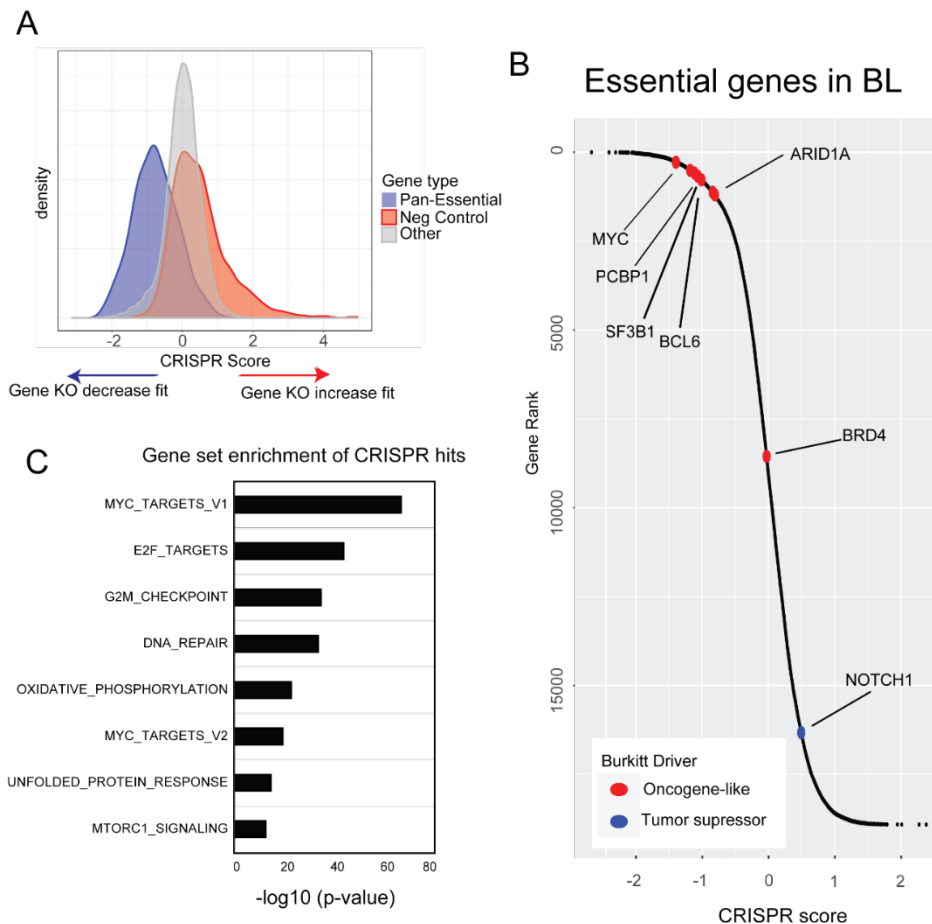 A
density
-2
0
2
4
CRISPR Score
Gene type
Pan-Essential
Neg Control
Other
Gene KO decrease fit
Gene KO increase fit
B
Essential genes in BL
0
5000
10000
15000
Gene Rank
ARID1A
MYC
PCBP1
SF3B1
BCL6
BRD4
NOTCH1
Burkitt Driver
Oncogene-like
Tumor supressor
-2
-1
0
1
2
CRISPR score
C
Gene set enrichment of CRISPR hits
MYC_TARGETS_V1
E2F_TARGETS
G2M_CHECKPOINT
DNA_REPAIR
OXIDATIVE_PHOSPHORYLATION
MYC_TARGETS_V2
UNFOLDED_PROTEIN_RESPONSE
MTORC1_SIGNALING
0
20
40
60
80
-log10 (p-value)